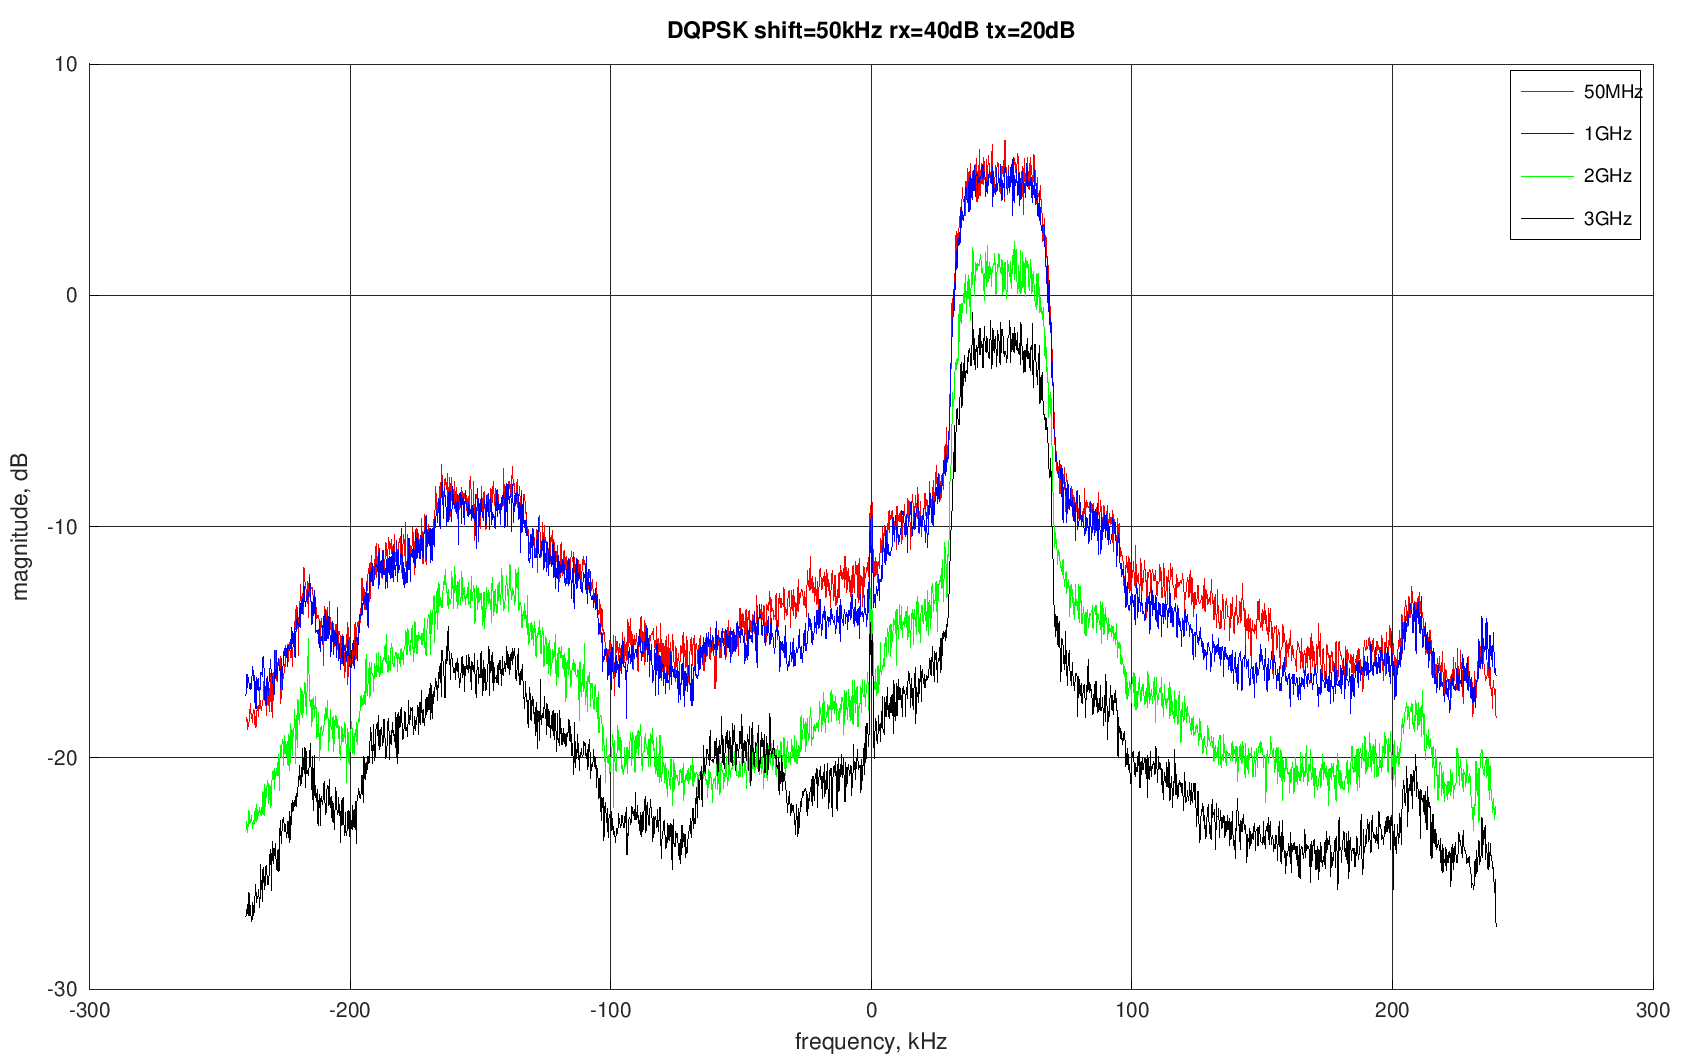 DQPSK shift=50kHz rx=40dB tx=20dB
10
0
-10
-20
-30
magnitude, dB
50MHz
1GHz
2GHz
3GHz
-300
-200
-100
0
100
200
300
frequency, kHz